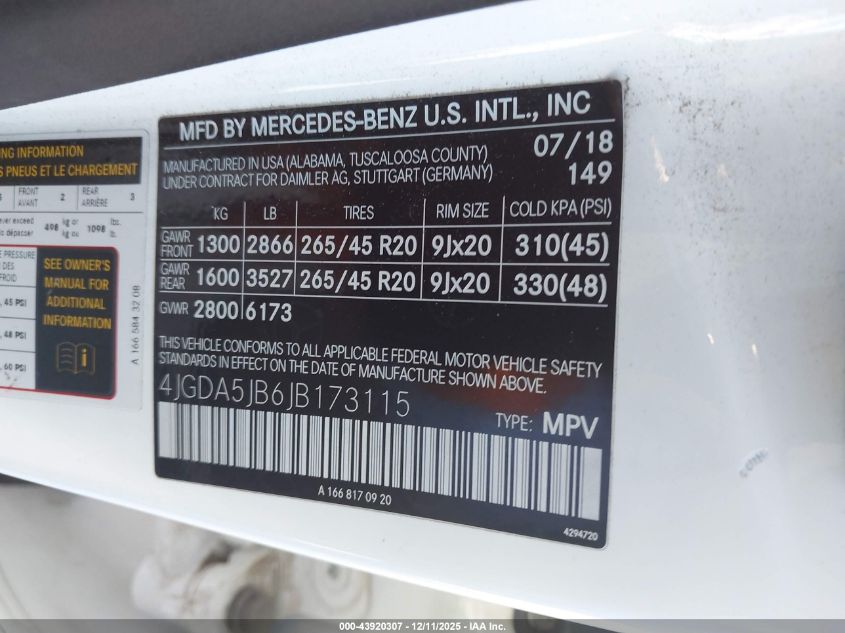 MFD BY MERCEDES-BENZ U.S. INTL., INC
MANUFACTURED IN USA (ALABAMA, TUSCALOOSA COUNTY) 07/18
UNDER CONTRACT FOR DAIMLER AG, STUTTGART (GERMANY) 149
KG LB TIRES RIM SIZE COLD KPA (PSI)
GAWR FRONT 1300 2866 265/45 R20 9Jx20 310(45)
GAWR REAR 1600 3527 265/45 R20 9Jx20 330(48)
GVWR 2800 6173
THIS VEHICLE CONFORMS TO ALL APPLICABLE FEDERAL MOTOR VEHICLE SAFETY
STANDARDS IN EFFECT ON THE DATE OF MANUFACTURE SHOWN ABOVE.
4JGDA5JB6JB173115
TYPE: MPV
A 166 817 09 20
4294720
INFORMATION
PNEUS ET LE CHARGEMENT
FRONT AVANT 2 REAR ARRIÈRE 3
exceed 498 kg or kg ou 1098 lbs. lb.
dépasser
PRESSURE
DES
SEE OWNER'S
MANUAL FOR
ADDITIONAL
INFORMATION
45 PSI
48 PSI
60 PSI
A 166 584 32 08
000-43920307 - 12/11/2025 - IAA Inc.